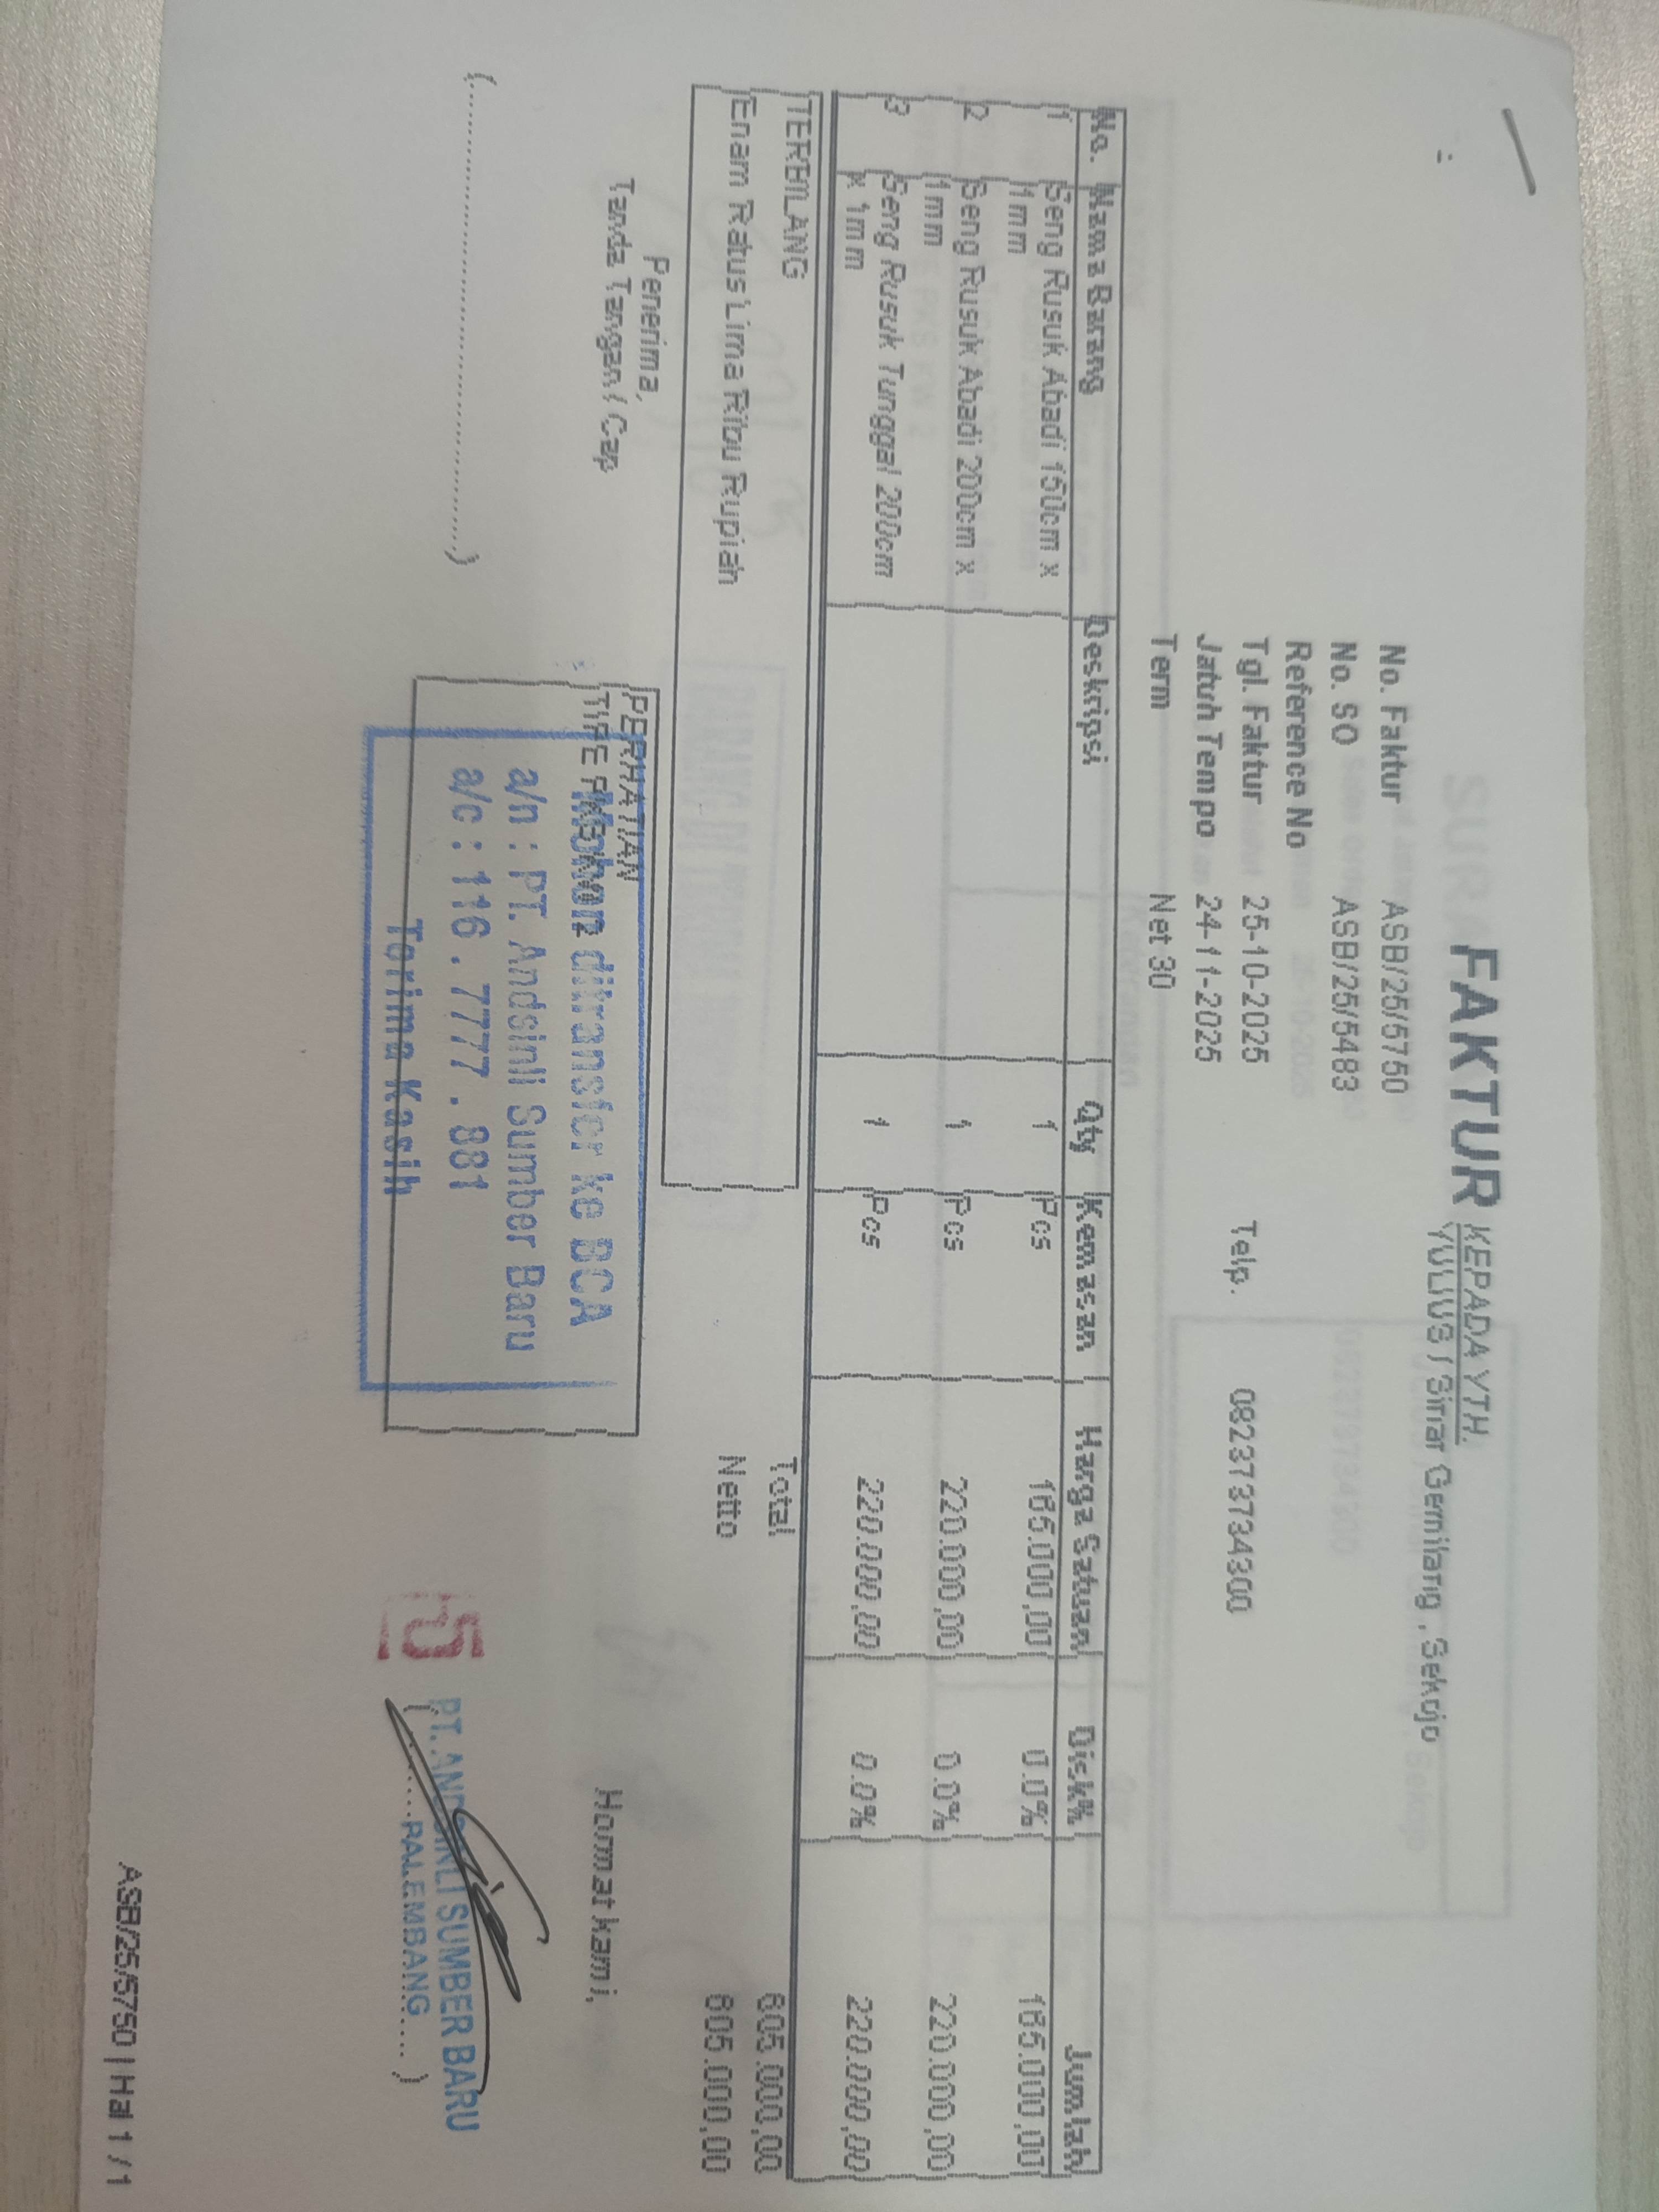 FAKTUR
KEPADA YTH.
YULIUS / Sinar Gemilang , Sekojo
No. Faktur ASB/25/5750
No. SO ASB/25/5483
Reference No
Tgl. Faktur 25-10-2025
Telp. 082373734300
Jatuh Tempo 24-11-2025
Term Net 30
No. Nama Barang Deskripsi Qty Kemasan Harga Satuan Disk% Jumlah
1 Seng Rusuk Abadi 150cm x 1 Pcs 165.000,00 0.0% 165.000,00
1mm
2 Seng Rusuk Abadi 200cm x 1 Pcs 220.000,00 0.0% 220.000,00
1mm
3 Seng Rusuk Tunggal 200cm 1 Pcs 220.000,00 0.0% 220.000,00
x 1mm
TERBILANG
Enam Ratus Lima Ribu Rupiah
Total 605.000,00
Netto 605.000,00
Penerima,
Tanda Tangan / Cap
(..............................)
PERHATIAN
TIPE
Mohon ditransfer ke BCA
a/n : PT. Andsinli Sumber Baru
a/c : 116 . 7777 . 881
Terima Kasih
Hormat kami,
PT. ANDSINLI SUMBER BARU
PALEMBANG
ASB/25/5750 | Hal 1 / 1